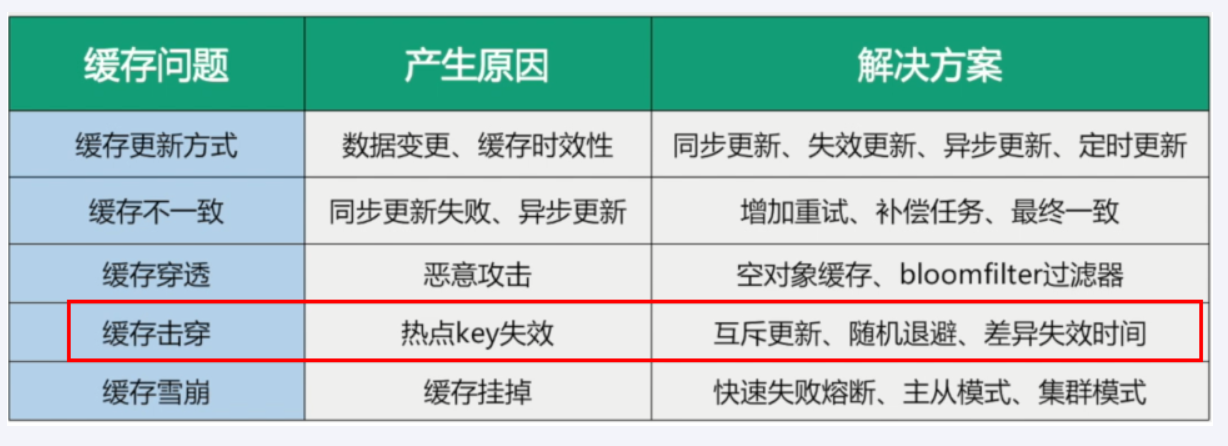 缓存问题 产生原因 解决方案
缓存更新方式 数据变更、缓存时效性 同步更新、失效更新、异步更新、定时更新
缓存不一致 同步更新失败、异步更新 增加重试、补偿任务、最终一致
缓存穿透 恶意攻击 空对象缓存、bloomfilter过滤器
缓存击穿 热点key失效 互斥更新、随机退避、差异失效时间
缓存雪崩 缓存挂掉 快速失败熔断、主从模式、集群模式